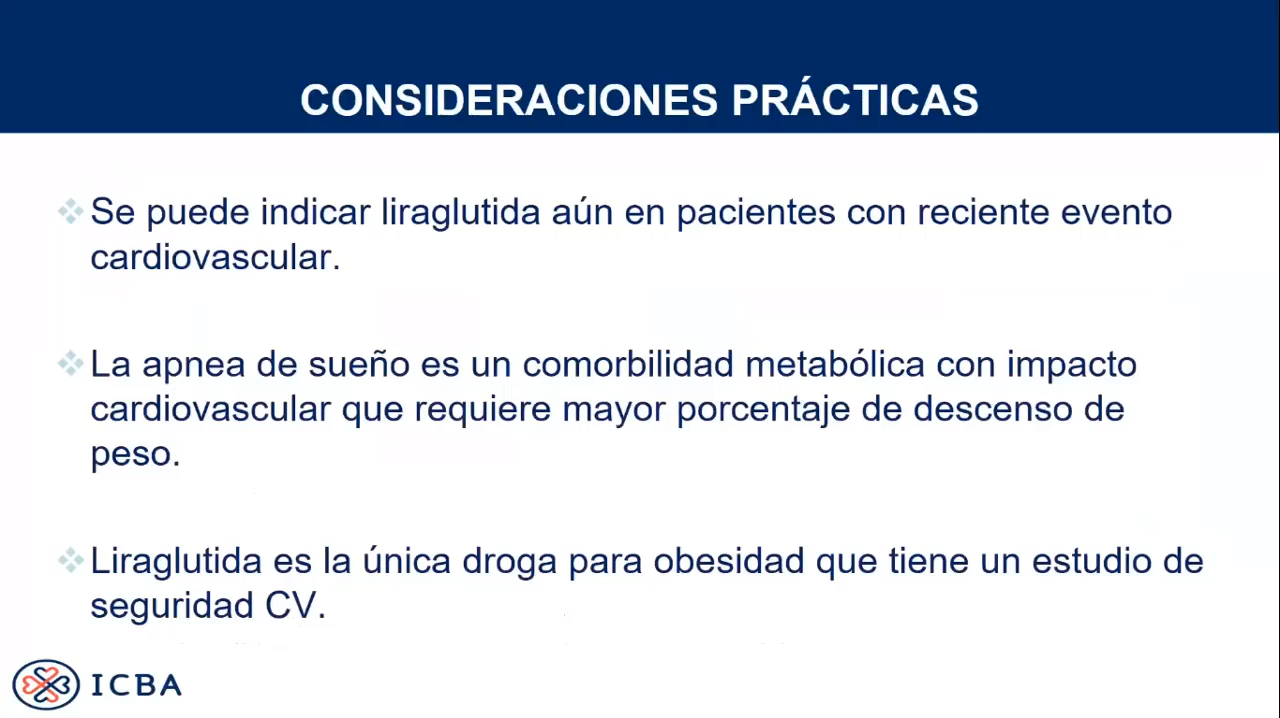 CONSIDERACIONES PRÁCTICAS
Se puede indicar liraglutida aún en pacientes con reciente evento
cardiovascular.
La apnea de sueño es un comorbilidad metabólica con impacto
cardiovascular que requiere mayor porcentaje de descenso de
peso.
Liraglutida es la única droga para obesidad que tiene un estudio de
seguridad CV.
ICBA